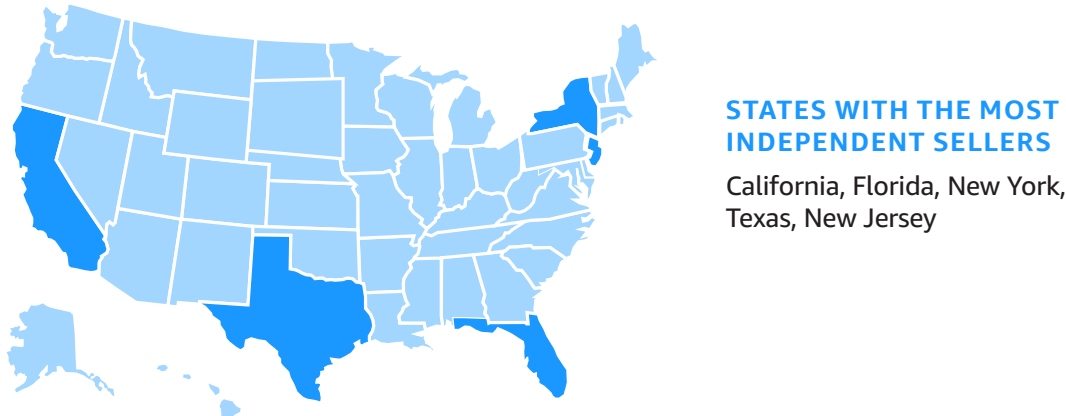 STATES WITH THE MOST
INDEPENDENT SELLERS
California, Florida, New York,
Texas, New Jersey